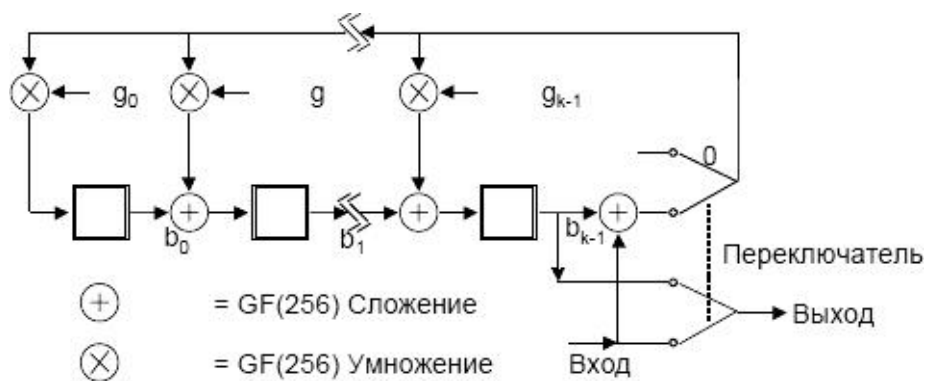 g₀ g gₖ₋₁
0
b₀ b₁ bₖ₋₁
Переключатель
= GF(256) Сложение
Выход
= GF(256) Умножение
Вход